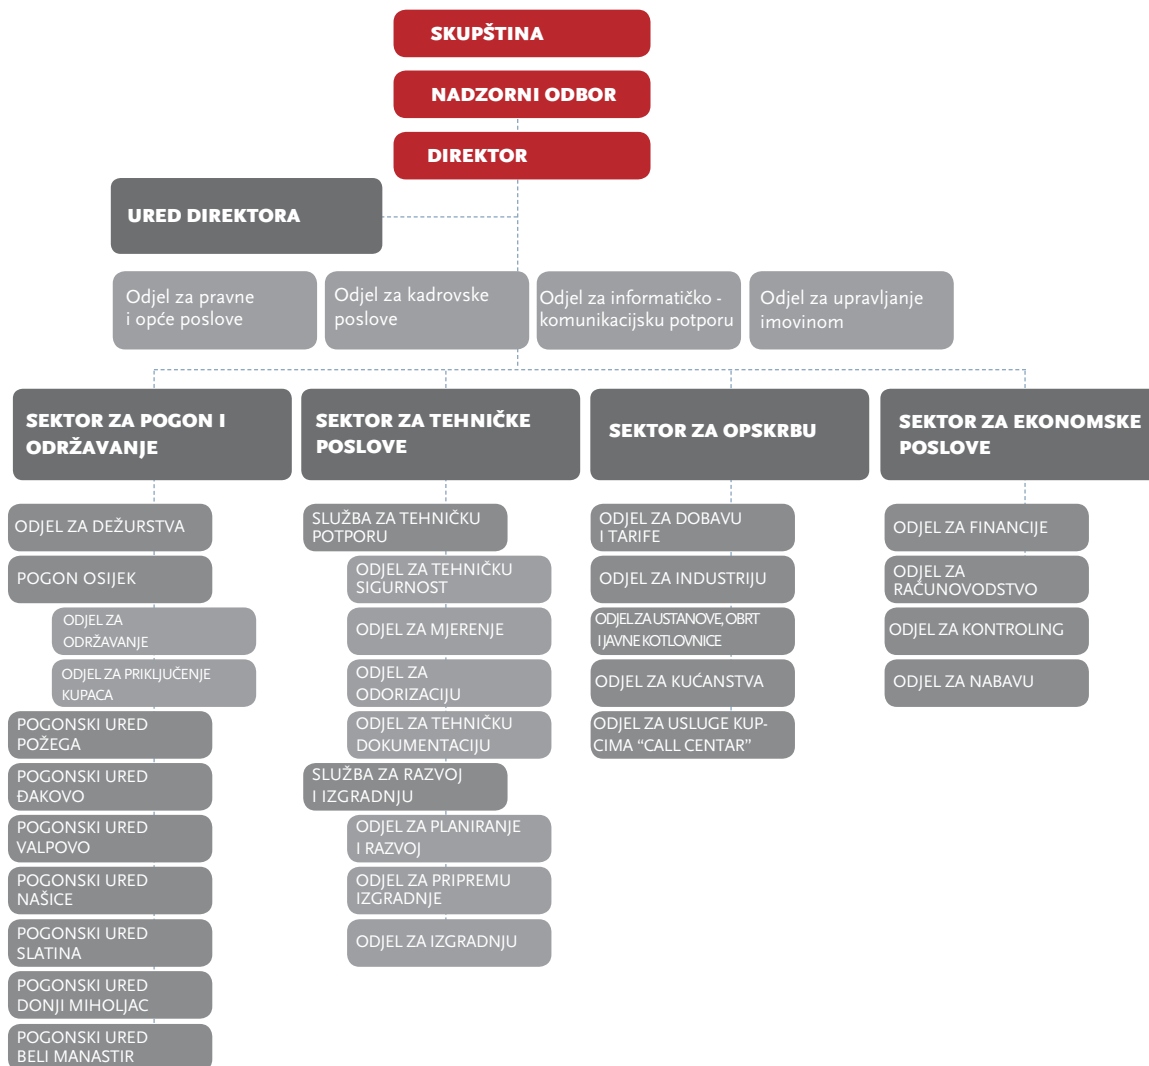 SKUPŠTINA
NADZORNI ODBOR
DIREKTOR
URED DIREKTORA
Odjel za pravne
i opće poslove
Odjel za kadrovske
poslove
Odjel za informatičko -
komunikacijsku potporu
Odjel za upravljanje
imovinom
SEKTOR ZA POGON I
ODRŽAVANJE
ODJEL ZA DEŽURSTVA
POGON OSIJEK
ODJEL ZA
ODRŽAVANJE
ODJEL ZA PRIKLJUČENJE
KUPACA
POGONSKI URED
POŽEGA
POGONSKI URED
ĐAKOVO
POGONSKI URED
VALPOVO
POGONSKI URED
NAŠICE
POGONSKI URED
SLATINA
POGONSKI URED
DONJI MIHOLJAC
POGONSKI URED
BELI MANASTIR
SEKTOR ZA TEHNIČKE
POSLOVE
SLUŽBA ZA TEHNIČKU
POTPORU
ODJEL ZA TEHNIČKU
SIGURNOST
ODJEL ZA MJERENJE
ODJEL ZA
ODORIZACIJU
ODJEL ZA TEHNIČKU
DOKUMENTACIJU
SLUŽBA ZA RAZVOJ
I IZGRADNJU
ODJEL ZA PLANIRANJE
I RAZVOJ
ODJEL ZA PRIPREMU
IZGRADNJE
ODJEL ZA IZGRADNJU
SEKTOR ZA OPSKRBU
ODJEL ZA DOBAVU
I TARIFE
ODJEL ZA INDUSTRIJU
ODJEL ZA USTANOVE, OBRT
I JAVNE KOTLOVNICE
ODJEL ZA KUĆANSTVA
ODJEL ZA USLUGE KUP-
CIMA “CALL CENTAR”
SEKTOR ZA EKONOMSKE
POSLOVE
ODJEL ZA FINANCIJE
ODJEL ZA
RAČUNOVODSTVO
ODJEL ZA KONTROLING
ODJEL ZA NABAVU